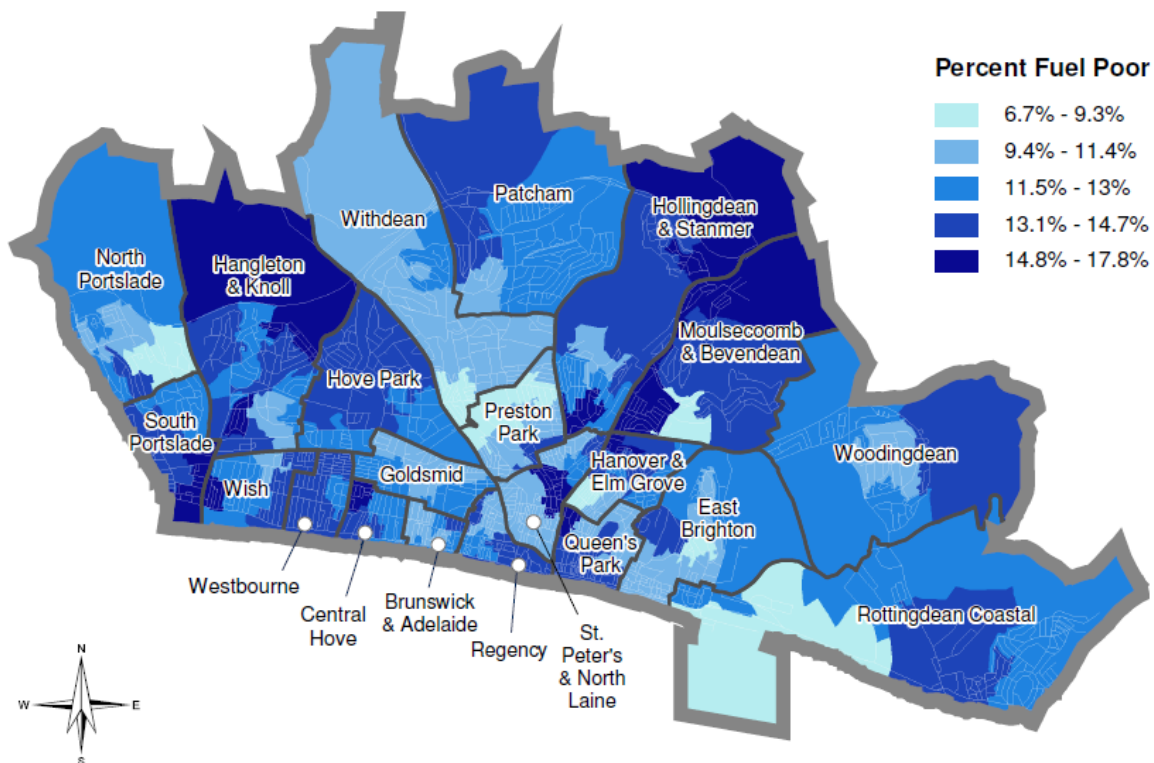 Percent Fuel Poor
6.7% - 9.3%
9.4% - 11.4%
11.5% - 13%
13.1% - 14.7%
14.8% - 17.8%
Patcham
Withdean
Hollingdean
& Stanmer
North
Portslade
Hangleton
& Knoll
Moulsecoomb
& Bevendean
Hove Park
Preston
Park
South
Portslade
Woodingdean
Goldsmid
Hanover &
Elm Grove
Wish
East
Brighton
Queen's
Park
Westbourne
Central
Hove
Brunswick
& Adelaide
Regency
St.
Peter's
& North
Laine
Rottingdean Coastal
N
W
E
S